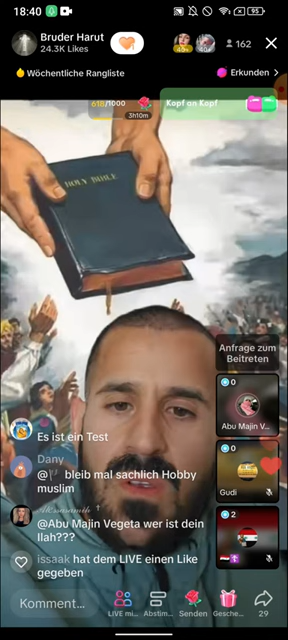 18:40
95
Bruder Harut
24.3K Likes
162
Wöchentliche Rangliste
Erkunden >
618/1000
Kopf an Kopf
3h10m
HOLY BIBLE
Anfrage zum
Beitreten
0
Abu Majin V...
0
Gudi
2
Es ist ein Test
Dany
bleib mal sachlich Hobby
muslim
@Abu Majin Vegeta wer ist dein
Ilah???
issaak hat dem LIVE einen Like
gegeben
Komment...
LIVE mi...
Abstim...
Senden
Gesche...
29